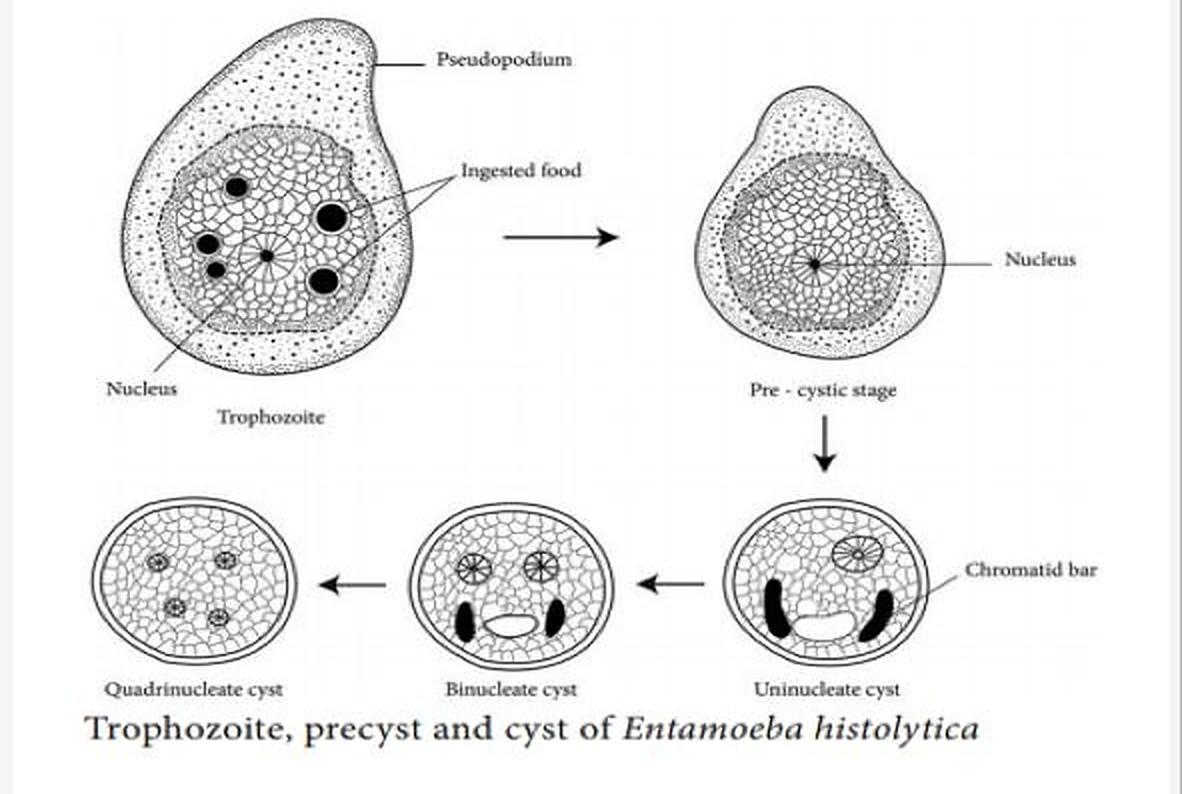 Pseudopodium
Ingested food
Nucleus
Nucleus
Trophozoite
Pre - cystic stage
Chromatid bar
Quadrinucleate cyst
Binucleate cyst
Uninucleate cyst
Trophozoite, precyst and cyst of Entamoeba histolytica